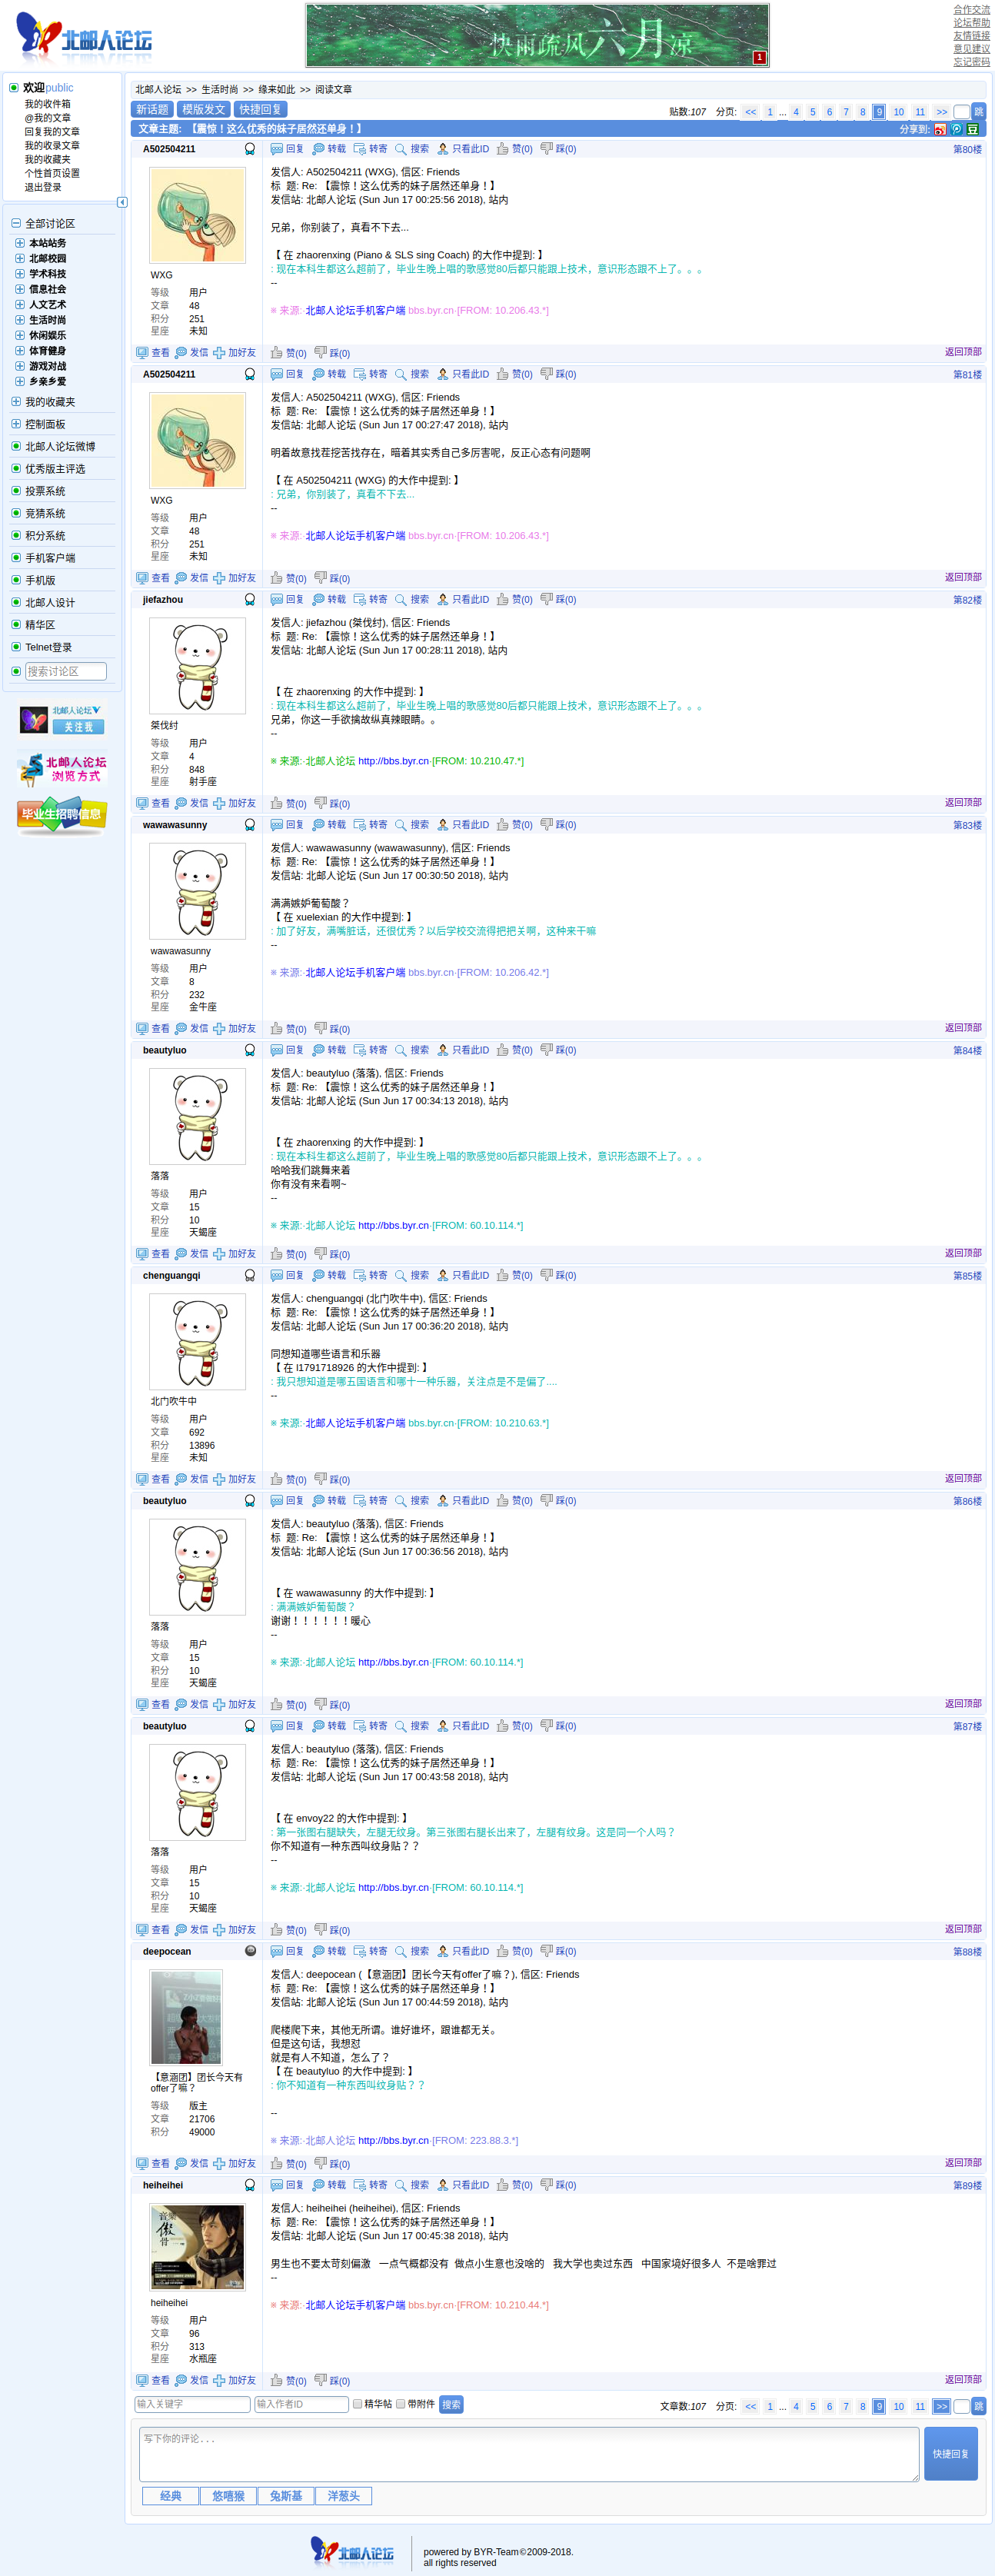 北邮人论坛
快雨疏风六月凉
1
合作交流
论坛帮助
友情链接
意见建议
忘记密码
欢迎public
我的收件箱
@我的文章
回复我的文章
我的收录文章
我的收藏夹
个性首页设置
退出登录
全部讨论区
本站站务
北邮校园
学术科技
信息社会
人文艺术
生活时尚
休闲娱乐
体育健身
游戏对战
乡亲乡爱
我的收藏夹
控制面板
北邮人论坛微博
优秀版主评选
投票系统
竞猜系统
积分系统
手机客户端
手机版
北邮人设计
精华区
Telnet登录
搜索讨论区
北邮人论坛
关注我
北邮人论坛
浏览方式
毕业生招聘信息
北邮人论坛 >> 生活时尚 >> 缘来如此 >> 阅读文章
新话题 模版发文 快捷回复
贴数:107 分页: << 1 ... 4 5 6 7 8 9 10 11 >> 跳
文章主题: 【震惊！这么优秀的妹子居然还单身！】 分享到: 豆
A502504211 回复 转载 转寄 搜索 只看此ID 赞(0) 踩(0) 第80楼
发信人: A502504211 (WXG), 信区: Friends
标 题: Re: 【震惊！这么优秀的妹子居然还单身！】
发信站: 北邮人论坛 (Sun Jun 17 00:25:56 2018), 站内
兄弟，你别装了，真看不下去...
【 在 zhaorenxing (Piano & SLS sing Coach) 的大作中提到: 】
: 现在本科生都这么超前了，毕业生晚上唱的歌感觉80后都只能跟上技术，意识形态跟不上了。。。
--
※ 来源:·北邮人论坛手机客户端 bbs.byr.cn·[FROM: 10.206.43.*]
WXG
等级 用户
文章 48
积分 251
星座 未知
查看 发信 加好友 赞(0) 踩(0) 返回顶部
A502504211 回复 转载 转寄 搜索 只看此ID 赞(0) 踩(0) 第81楼
发信人: A502504211 (WXG), 信区: Friends
标 题: Re: 【震惊！这么优秀的妹子居然还单身！】
发信站: 北邮人论坛 (Sun Jun 17 00:27:47 2018), 站内
明着故意找茬挖苦找存在，暗着其实秀自己多厉害呢，反正心态有问题啊
【 在 A502504211 (WXG) 的大作中提到: 】
: 兄弟，你别装了，真看不下去...
--
※ 来源:·北邮人论坛手机客户端 bbs.byr.cn·[FROM: 10.206.43.*]
WXG
等级 用户
文章 48
积分 251
星座 未知
查看 发信 加好友 赞(0) 踩(0) 返回顶部
jiefazhou 回复 转载 转寄 搜索 只看此ID 赞(0) 踩(0) 第82楼
发信人: jiefazhou (桀伐纣), 信区: Friends
标 题: Re: 【震惊！这么优秀的妹子居然还单身！】
发信站: 北邮人论坛 (Sun Jun 17 00:28:11 2018), 站内
【 在 zhaorenxing 的大作中提到: 】
: 现在本科生都这么超前了，毕业生晚上唱的歌感觉80后都只能跟上技术，意识形态跟不上了。。。
兄弟，你这一手欲擒故纵真辣眼睛。。
--
※ 来源:·北邮人论坛 http://bbs.byr.cn·[FROM: 10.210.47.*]
桀伐纣
等级 用户
文章 4
积分 848
星座 射手座
查看 发信 加好友 赞(0) 踩(0) 返回顶部
wawawasunny 回复 转载 转寄 搜索 只看此ID 赞(0) 踩(0) 第83楼
发信人: wawawasunny (wawawasunny), 信区: Friends
标 题: Re: 【震惊！这么优秀的妹子居然还单身！】
发信站: 北邮人论坛 (Sun Jun 17 00:30:50 2018), 站内
满满嫉妒葡萄酸？
【 在 xuelexian 的大作中提到: 】
: 加了好友，满嘴脏话，还很优秀？以后学校交流得把把关啊，这种来干嘛
--
※ 来源:·北邮人论坛手机客户端 bbs.byr.cn·[FROM: 10.206.42.*]
wawawasunny
等级 用户
文章 8
积分 232
星座 金牛座
查看 发信 加好友 赞(0) 踩(0) 返回顶部
beautyluo 回复 转载 转寄 搜索 只看此ID 赞(0) 踩(0) 第84楼
发信人: beautyluo (落落), 信区: Friends
标 题: Re: 【震惊！这么优秀的妹子居然还单身！】
发信站: 北邮人论坛 (Sun Jun 17 00:34:13 2018), 站内
【 在 zhaorenxing 的大作中提到: 】
: 现在本科生都这么超前了，毕业生晚上唱的歌感觉80后都只能跟上技术，意识形态跟不上了。。。
哈哈我们跳舞来着
你有没有来看啊~
--
※ 来源:·北邮人论坛 http://bbs.byr.cn·[FROM: 60.10.114.*]
落落
等级 用户
文章 15
积分 10
星座 天蝎座
查看 发信 加好友 赞(0) 踩(0) 返回顶部
chenguangqi 回复 转载 转寄 搜索 只看此ID 赞(0) 踩(0) 第85楼
发信人: chenguangqi (北门吹牛中), 信区: Friends
标 题: Re: 【震惊！这么优秀的妹子居然还单身！】
发信站: 北邮人论坛 (Sun Jun 17 00:36:20 2018), 站内
同想知道哪些语言和乐器
【 在 l1791718926 的大作中提到: 】
: 我只想知道是哪五国语言和哪十一种乐器，关注点是不是偏了....
--
※ 来源:·北邮人论坛手机客户端 bbs.byr.cn·[FROM: 10.210.63.*]
北门吹牛中
等级 用户
文章 692
积分 13896
星座 未知
查看 发信 加好友 赞(0) 踩(0) 返回顶部
beautyluo 回复 转载 转寄 搜索 只看此ID 赞(0) 踩(0) 第86楼
发信人: beautyluo (落落), 信区: Friends
标 题: Re: 【震惊！这么优秀的妹子居然还单身！】
发信站: 北邮人论坛 (Sun Jun 17 00:36:56 2018), 站内
【 在 wawawasunny 的大作中提到: 】
: 满满嫉妒葡萄酸？
谢谢！！！！！！暖心
--
※ 来源:·北邮人论坛 http://bbs.byr.cn·[FROM: 60.10.114.*]
落落
等级 用户
文章 15
积分 10
星座 天蝎座
查看 发信 加好友 赞(0) 踩(0) 返回顶部
beautyluo 回复 转载 转寄 搜索 只看此ID 赞(0) 踩(0) 第87楼
发信人: beautyluo (落落), 信区: Friends
标 题: Re: 【震惊！这么优秀的妹子居然还单身！】
发信站: 北邮人论坛 (Sun Jun 17 00:43:58 2018), 站内
【 在 envoy22 的大作中提到: 】
: 第一张图右腿缺失，左腿无纹身。第三张图右腿长出来了，左腿有纹身。这是同一个人吗？
你不知道有一种东西叫纹身贴？？
--
※ 来源:·北邮人论坛 http://bbs.byr.cn·[FROM: 60.10.114.*]
落落
等级 用户
文章 15
积分 10
星座 天蝎座
查看 发信 加好友 赞(0) 踩(0) 返回顶部
deepocean 回复 转载 转寄 搜索 只看此ID 赞(0) 踩(0) 第88楼
发信人: deepocean (【意涵团】团长今天有offer了嘛？), 信区: Friends
标 题: Re: 【震惊！这么优秀的妹子居然还单身！】
发信站: 北邮人论坛 (Sun Jun 17 00:44:59 2018), 站内
爬楼爬下来，其他无所谓。谁好谁坏，跟谁都无关。
但是这句话，我想怼
就是有人不知道，怎么了？
【 在 beautyluo 的大作中提到: 】
: 你不知道有一种东西叫纹身贴？？
--
※ 来源:·北邮人论坛 http://bbs.byr.cn·[FROM: 223.88.3.*]
【意涵团】团长今天有
offer了嘛？
等级 版主
文章 21706
积分 49000
查看 发信 加好友 赞(0) 踩(0) 返回顶部
heiheihei 回复 转载 转寄 搜索 只看此ID 赞(0) 踩(0) 第89楼
发信人: heiheihei (heiheihei), 信区: Friends
标 题: Re: 【震惊！这么优秀的妹子居然还单身！】
发信站: 北邮人论坛 (Sun Jun 17 00:45:38 2018), 站内
男生也不要太苛刻偏激 一点气概都没有 做点小生意也没啥的 我大学也卖过东西 中国家境好很多人 不是啥罪过
--
※ 来源:·北邮人论坛手机客户端 bbs.byr.cn·[FROM: 10.210.44.*]
傲骨
heiheihei
等级 用户
文章 96
积分 313
星座 水瓶座
查看 发信 加好友 赞(0) 踩(0) 返回顶部
输入关键字 输入作者ID 精华帖 带附件 搜索
文章数:107 分页: << 1 ... 4 5 6 7 8 9 10 11 >> 跳
写下你的评论...
快捷回复
经典 悠嘻猴 兔斯基 洋葱头
北邮人论坛
powered by BYR-Team©2009-2018.
all rights reserved